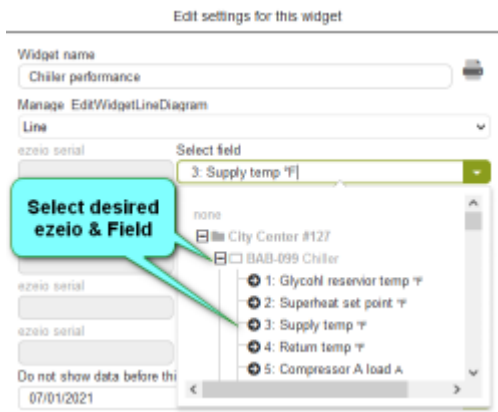 Edit settings for this widget
Widget name
Chiiler performance
Manage EditWidgetLineDiagram
Line
ezeio serial
Select field
3: Supply temp °F
Select desired
ezeio & Field
none
City Center #127
BAB-099 Chiller
1: Glycohl reservior temp °F
2: Superheat set point °F
3: Supply temp °F
4: Return temp °F
5: Compressor A load A
ezeio serial
ezeio serial
Do not show data before thi
07/01/2021